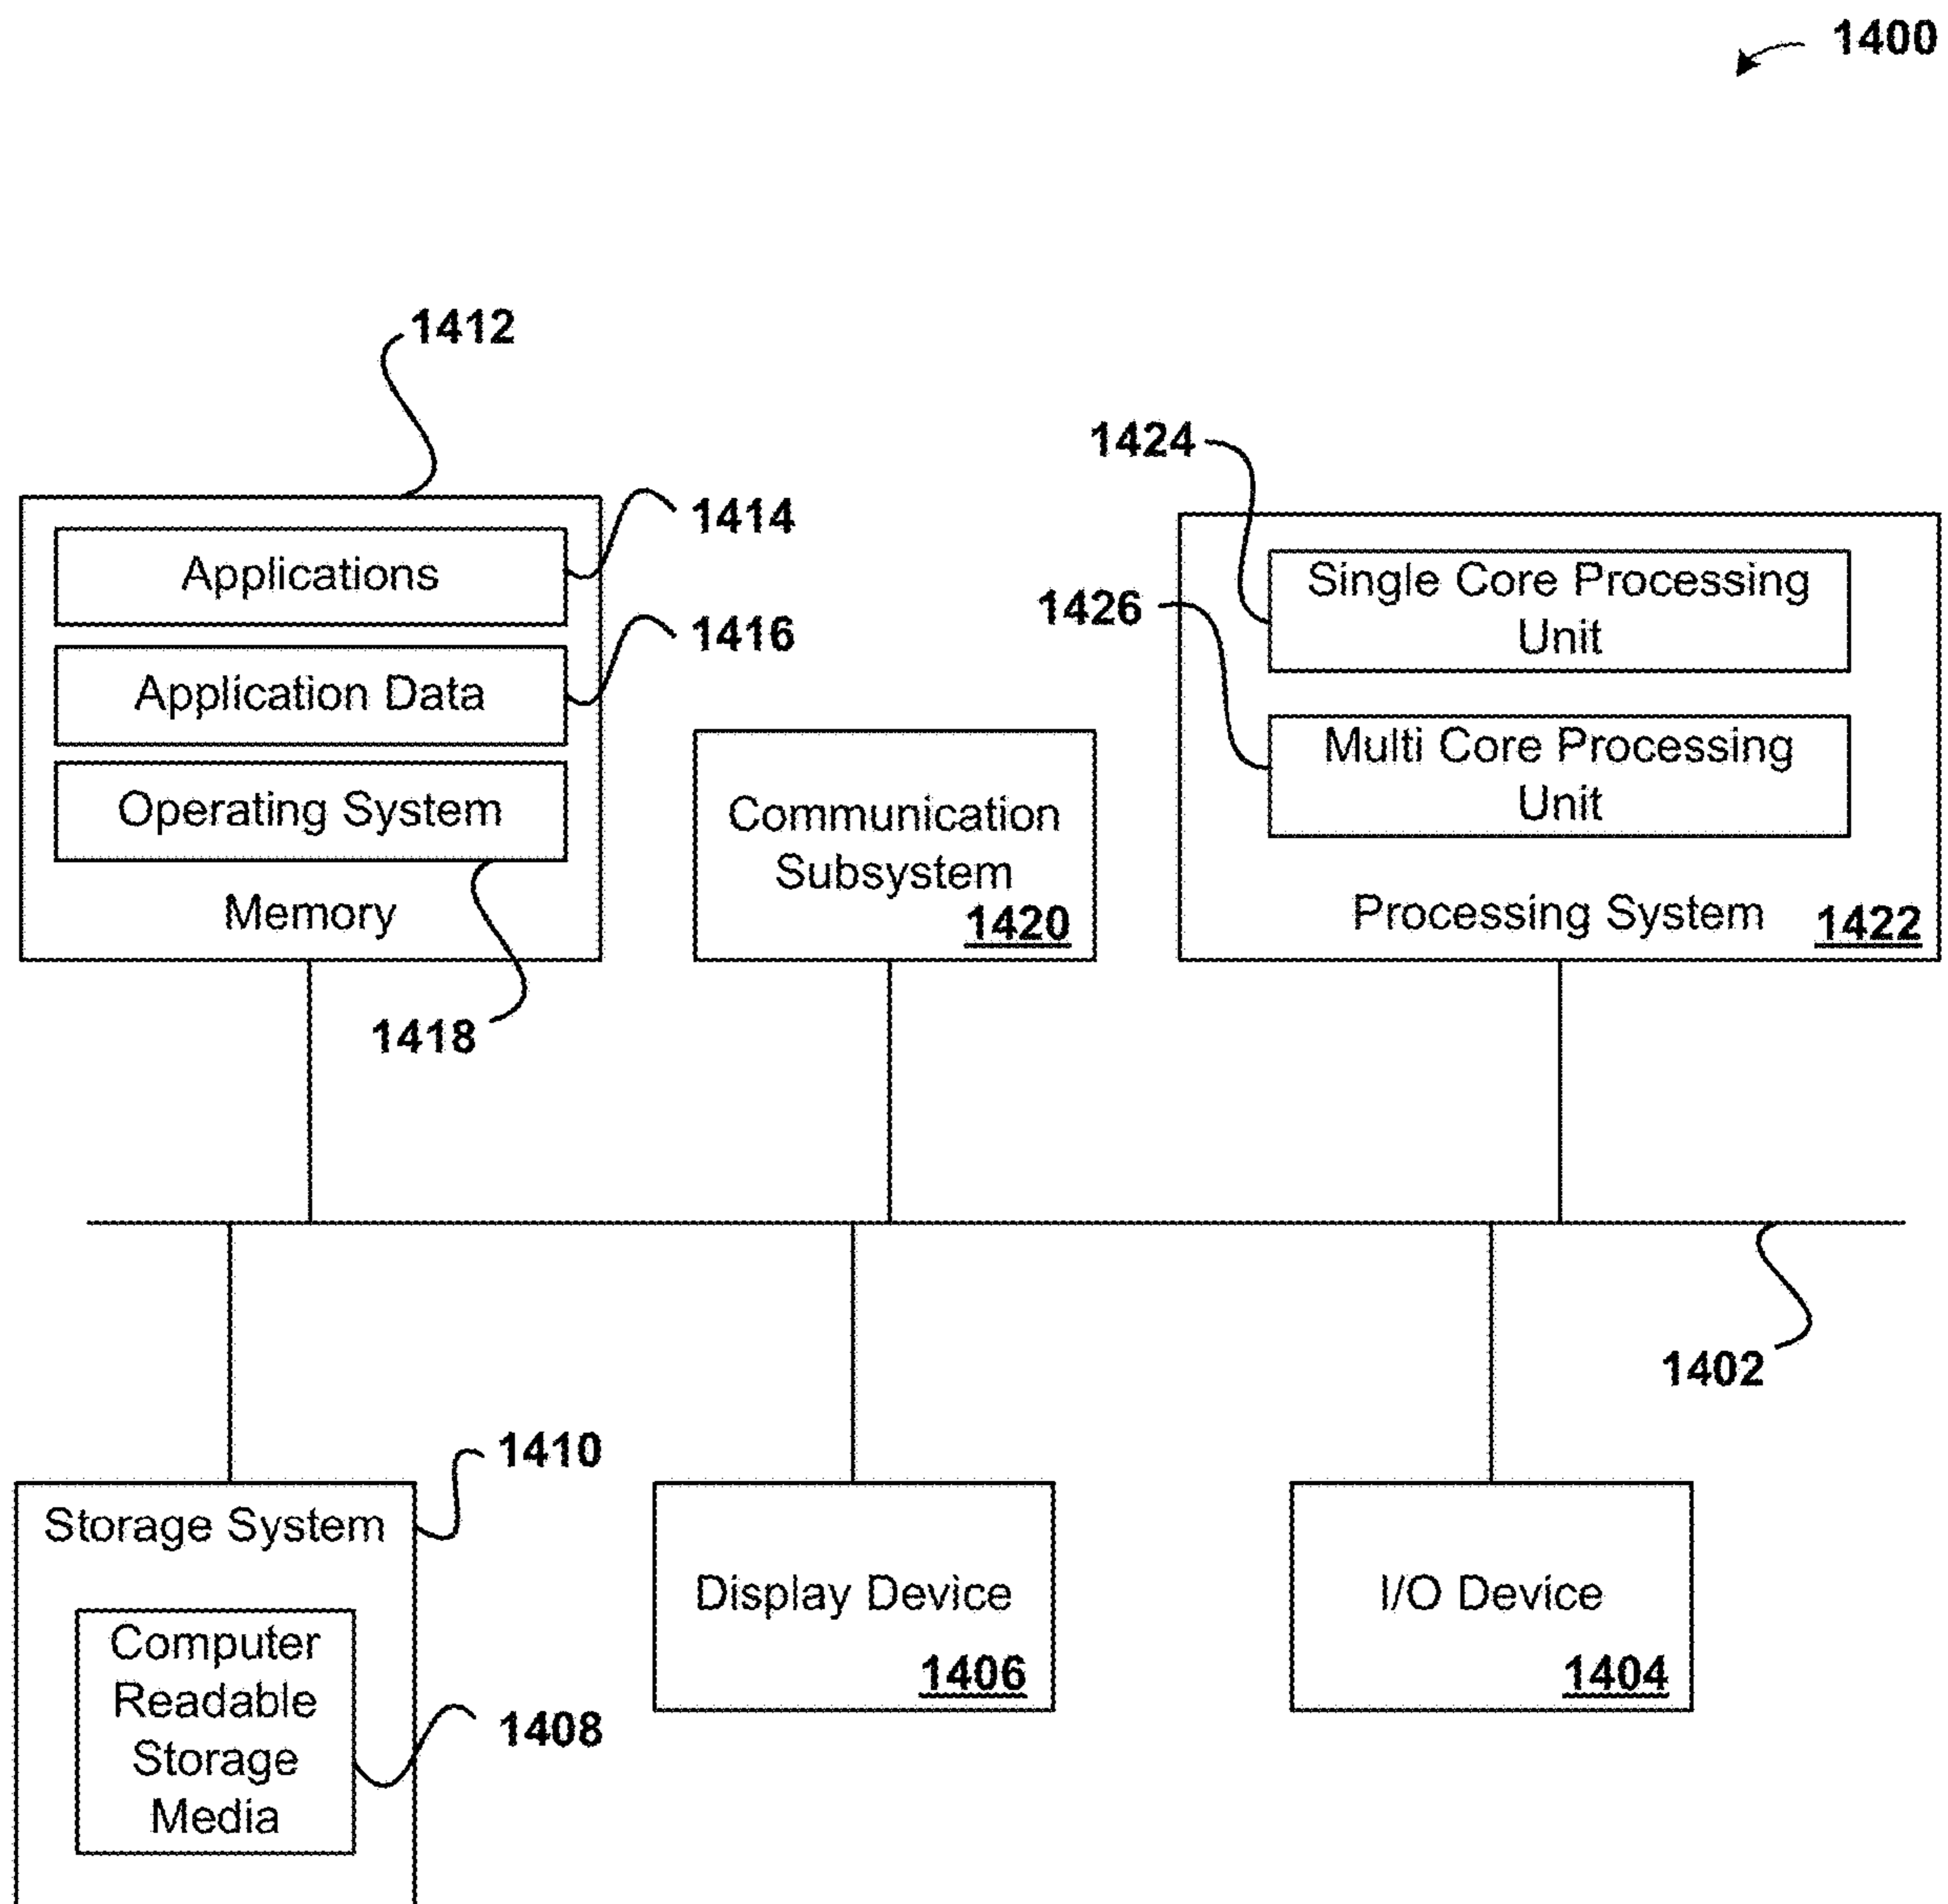 1400
1412
1424
1414
Applications
Single Core Processing
Unit
1426
1416
Application Data
Multi Core Processing
Unit
Operating System
Communication
Subsystem
1420
Memory
Processing System
1422
1418
1402
1410
Storage System
Display Device
1406
I/O Device
1404
Computer
Readable
Storage
Media
1408